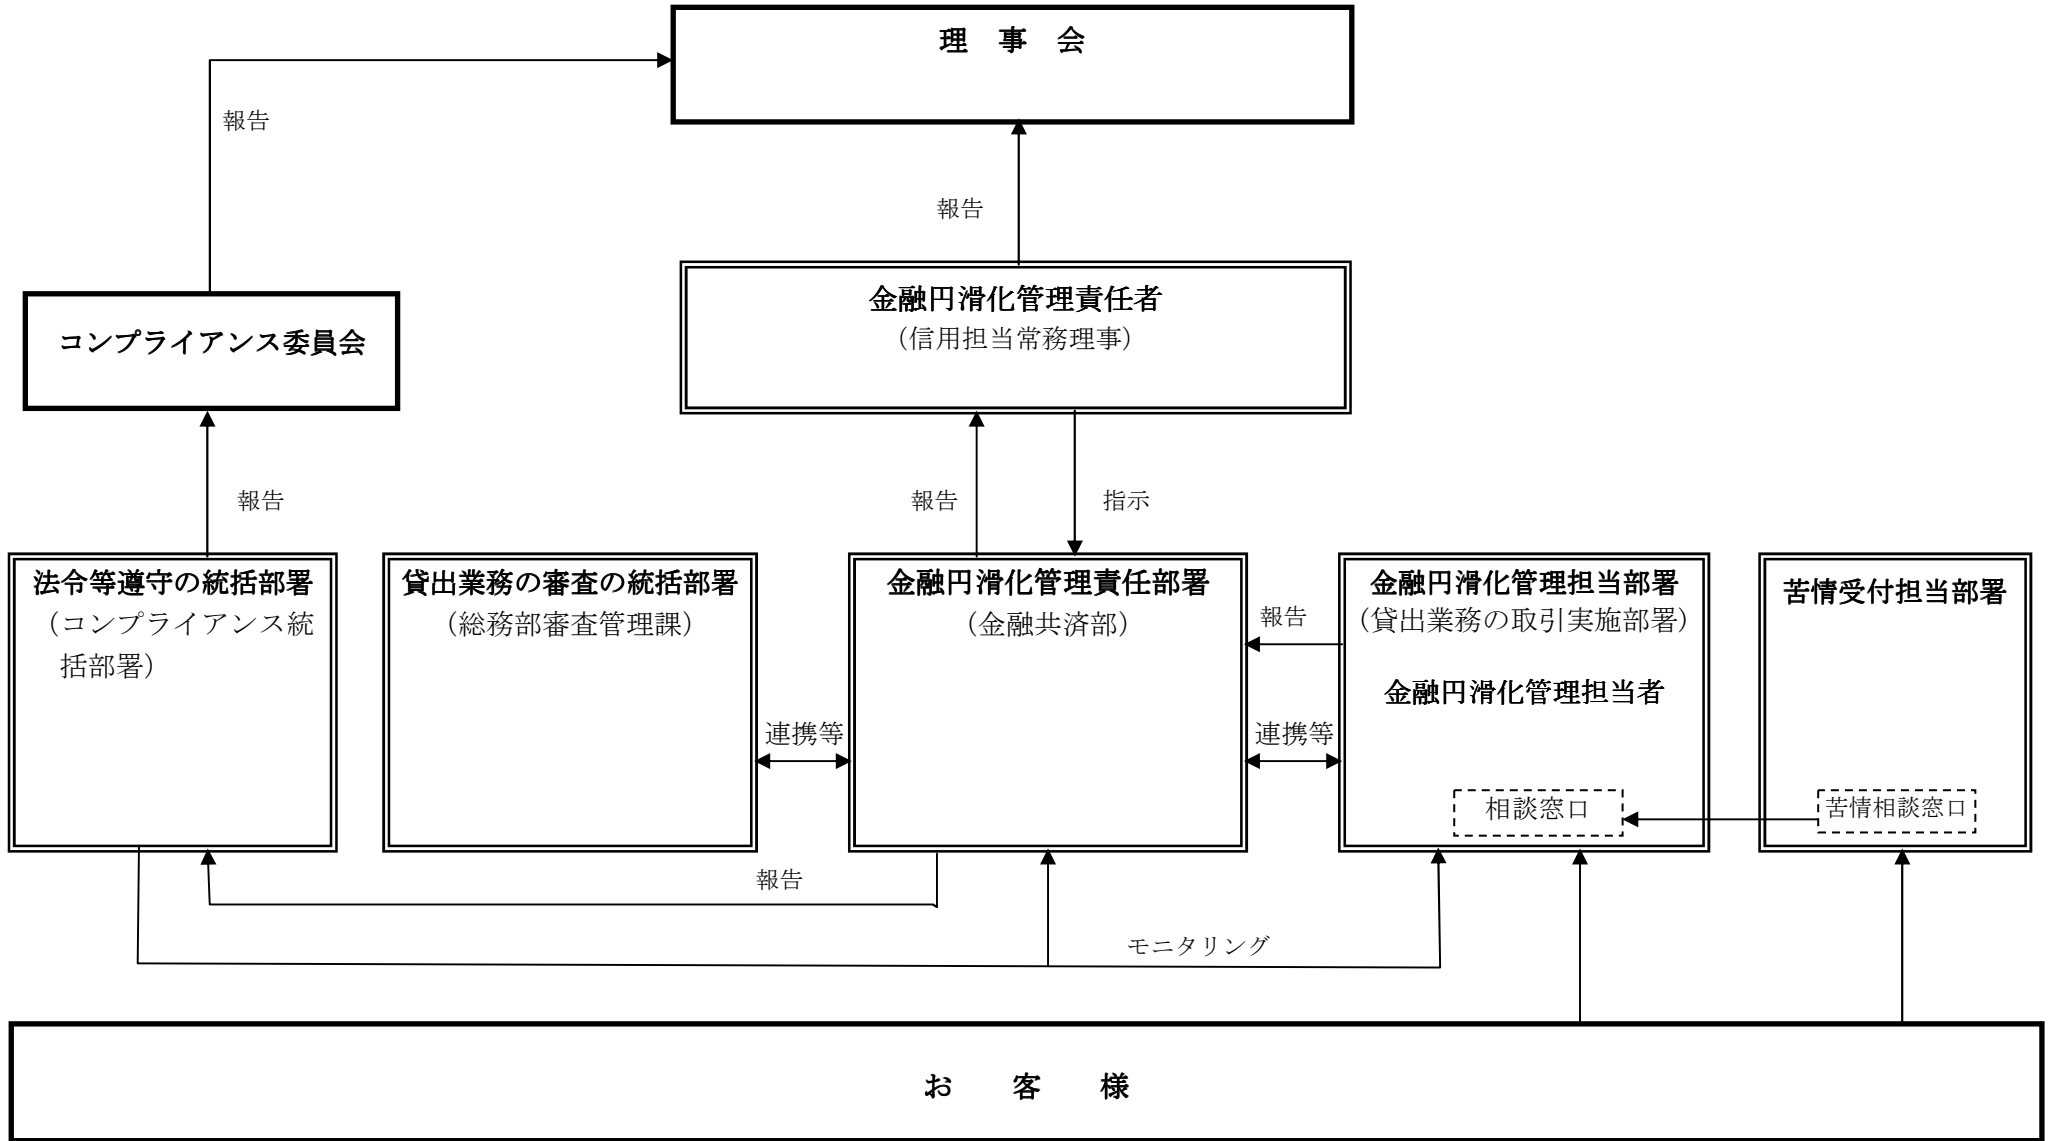 理　事　会
報告
報告
金融円滑化管理責任者
（信用担当常務理事）
コンプライアンス委員会
報告
報告
指示
法令等遵守の統括部署
（コンプライアンス統
括部署）
貸出業務の審査の統括部署
（総務部審査管理課）
金融円滑化管理責任部署
（金融共済部）
報告
金融円滑化管理担当部署
（貸出業務の取引実施部署）
金融円滑化管理担当者
苦情受付担当部署
連携等
連携等
相談窓口
苦情相談窓口
報告
モニタリング
お　客　様